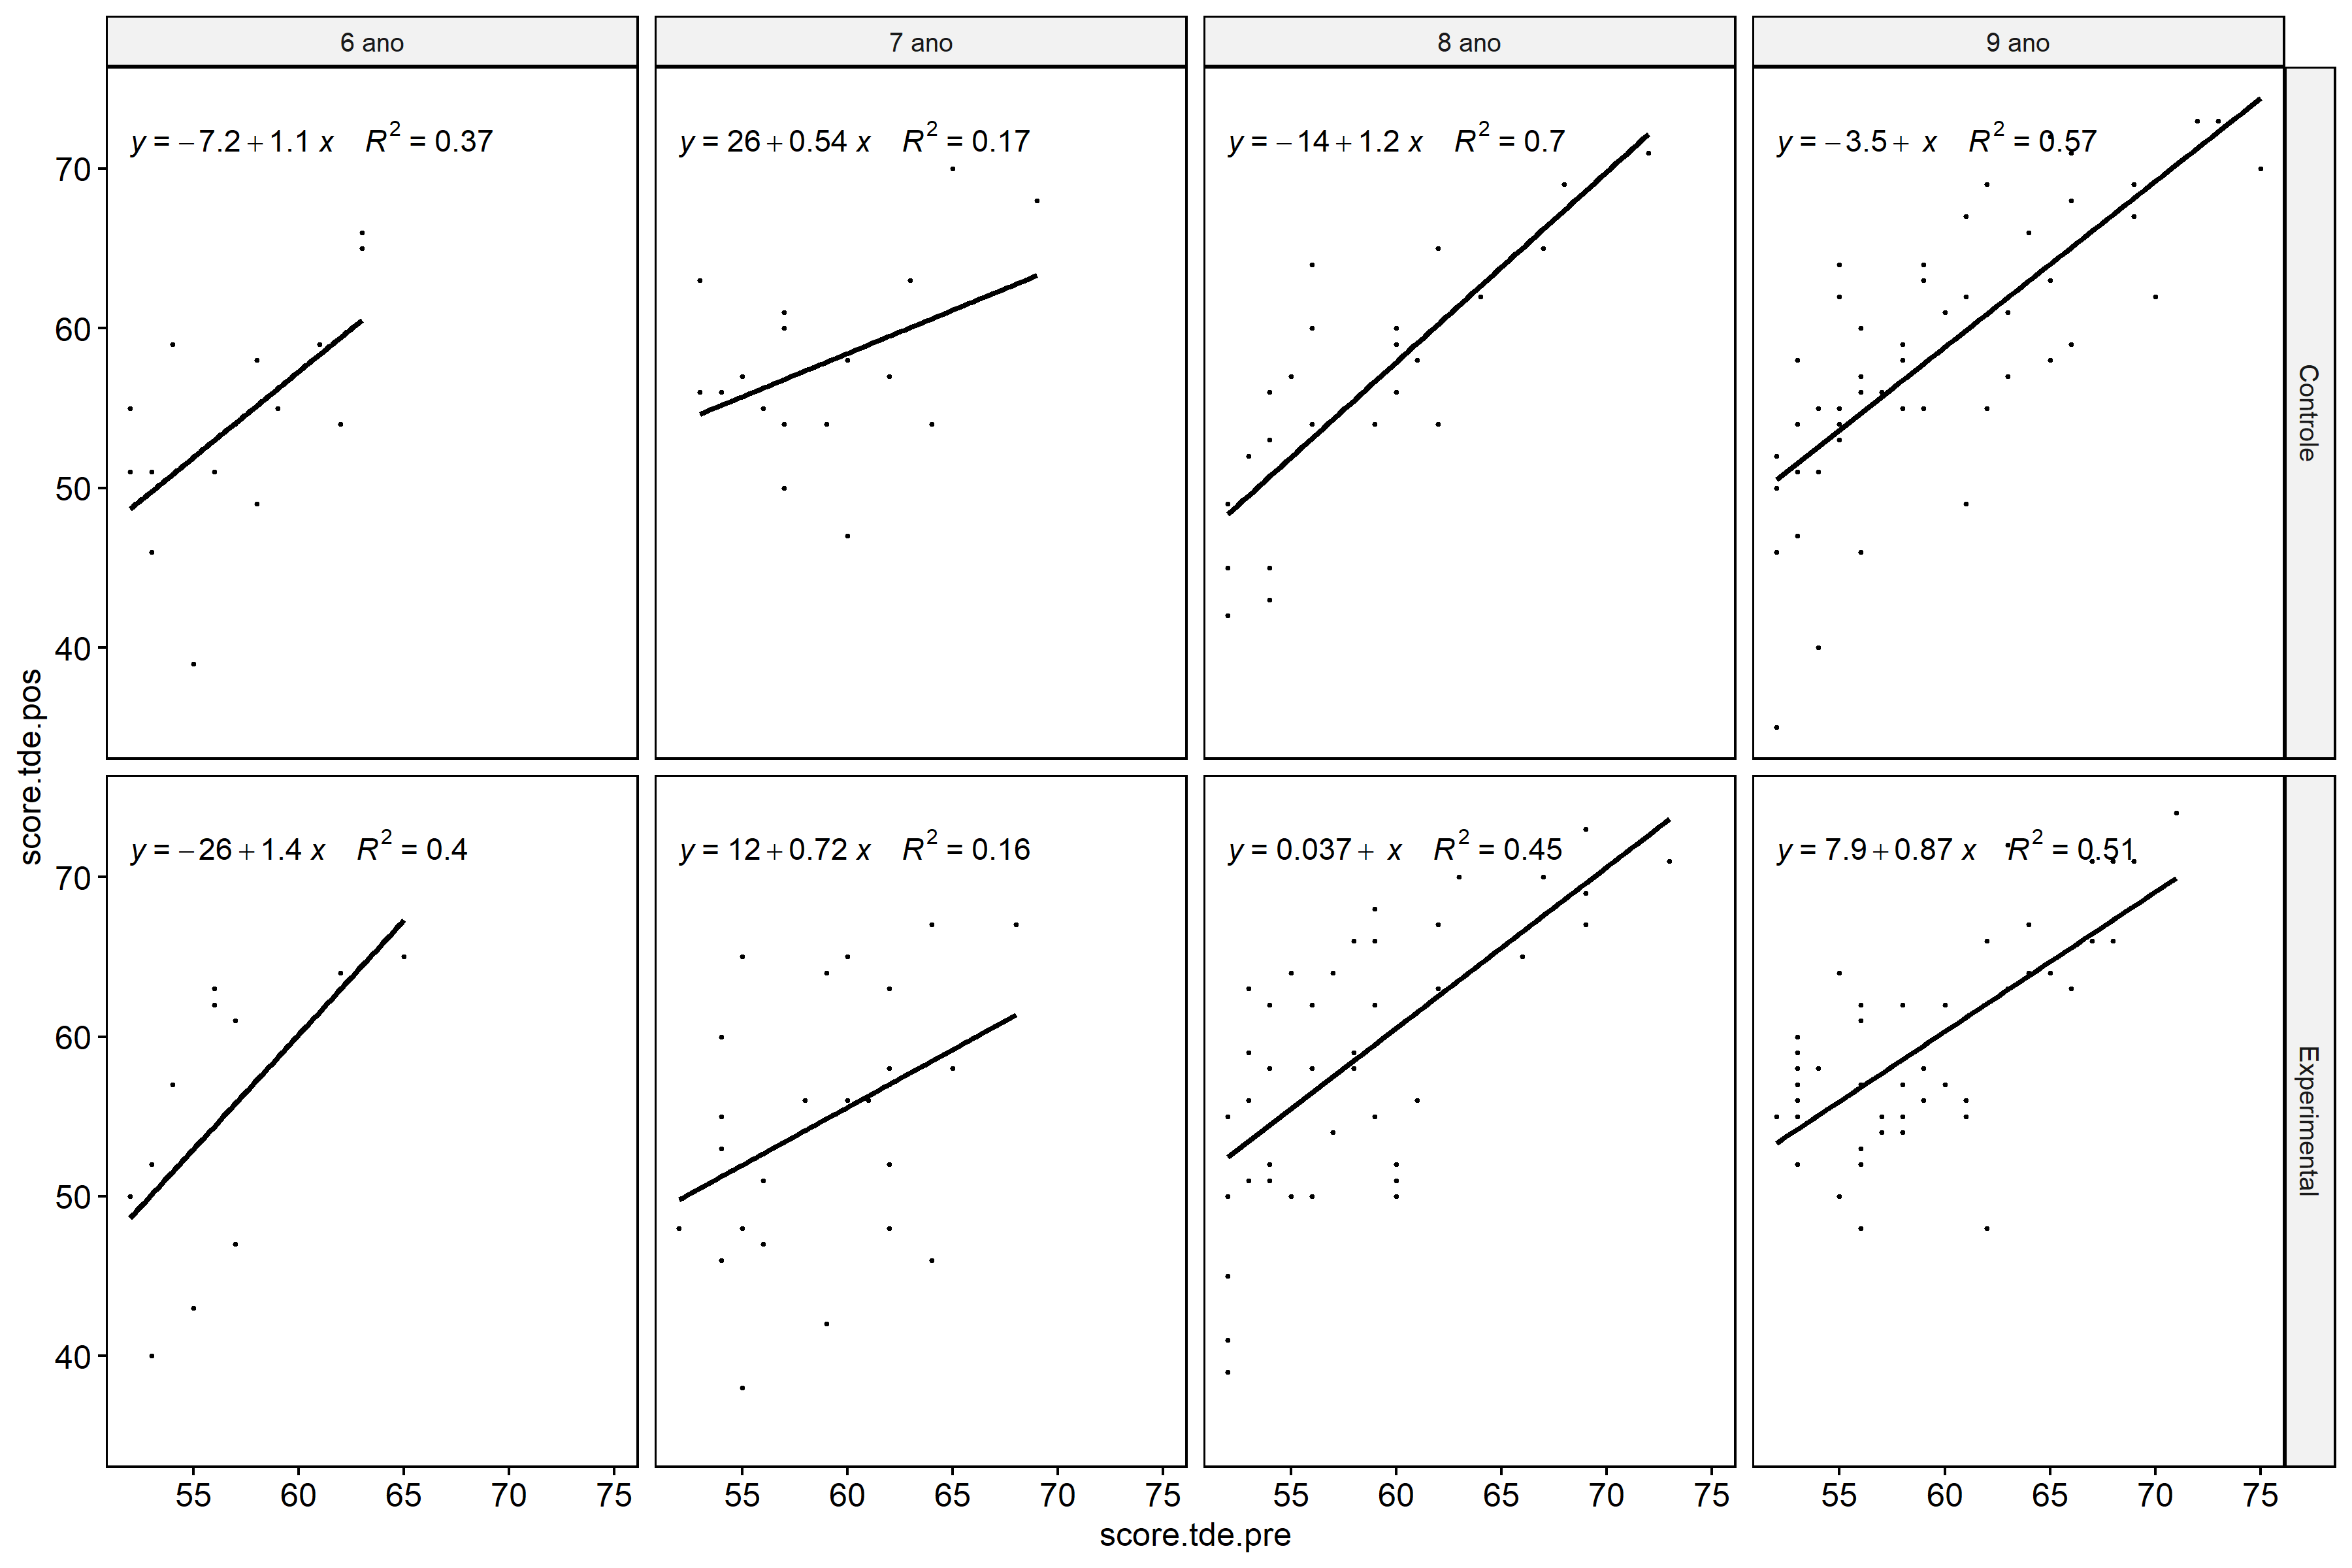 6 ano
7 ano
8 ano
9 ano
y = −7.2 + 1.1 x R² = 0.37
y = 26 + 0.54 x R² = 0.17
y = −14 + 1.2 x R² = 0.7
y = −3.5 + x R² = 0.57
Controle
70
60
50
40
score.tde.pos
y = −26 + 1.4 x R² = 0.4
y = 12 + 0.72 x R² = 0.16
y = 0.037 + x R² = 0.45
y = 7.9 + 0.87 x R² = 0.51
Experimental
70
60
50
40
55 60 65 70 75
55 60 65 70 75
55 60 65 70 75
55 60 65 70 75
score.tde.pre